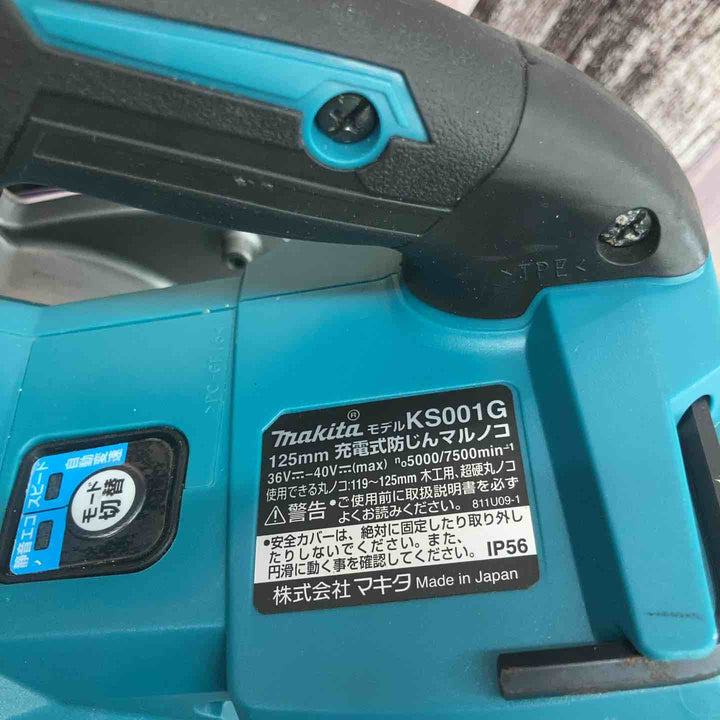 >TPE<
>PC-GF15<
makita® モデル KS001G
125mm 充電式防じんマルノコ
36V⎓-40V⎓(max) n₀5000/7500min⁻¹
使用できる丸ノコ:119~125mm 木工用、超硬丸ノコ
⚠警告 •ご使用前に取扱説明書を必ず
よくお読みください。 811U09-1
•安全カバーは、絶対に固定したり取り外し
たりしないでください。また、
円滑に動く事を確認してください。 IP56
株式会社 マキタ Made in Japan
自動変速
スピード
静音エコ
モード
切替